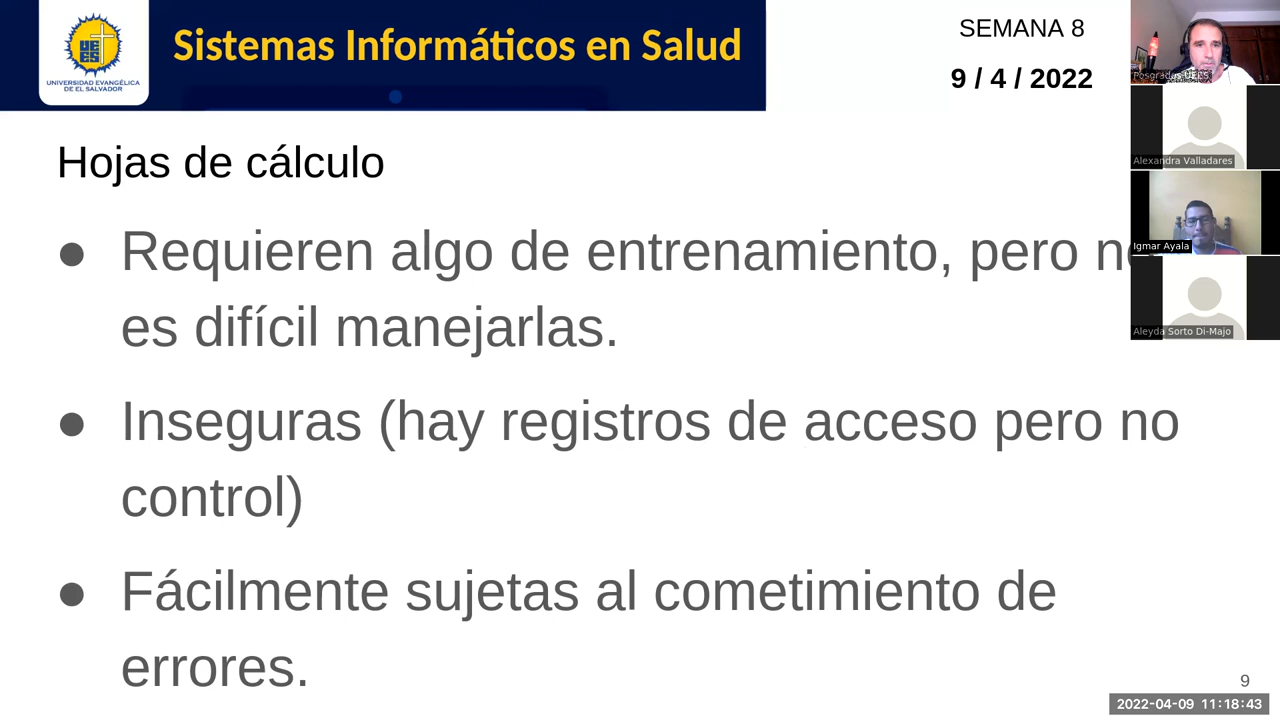 Sistemas Informáticos en Salud
UNIVERSIDAD EVANGÉLICA
DE EL SALVADOR
SEMANA 8
9 / 4 / 2022
Hojas de cálculo
● Requieren algo de entrenamiento, pero no
es difícil manejarlas.
● Inseguras (hay registros de acceso pero no
control)
● Fácilmente sujetas al cometimiento de
errores.
Alexandra Valladares
Igmar Ayala
Aleyda Sorto Di-Majo
9
2022-04-09 11:18:43